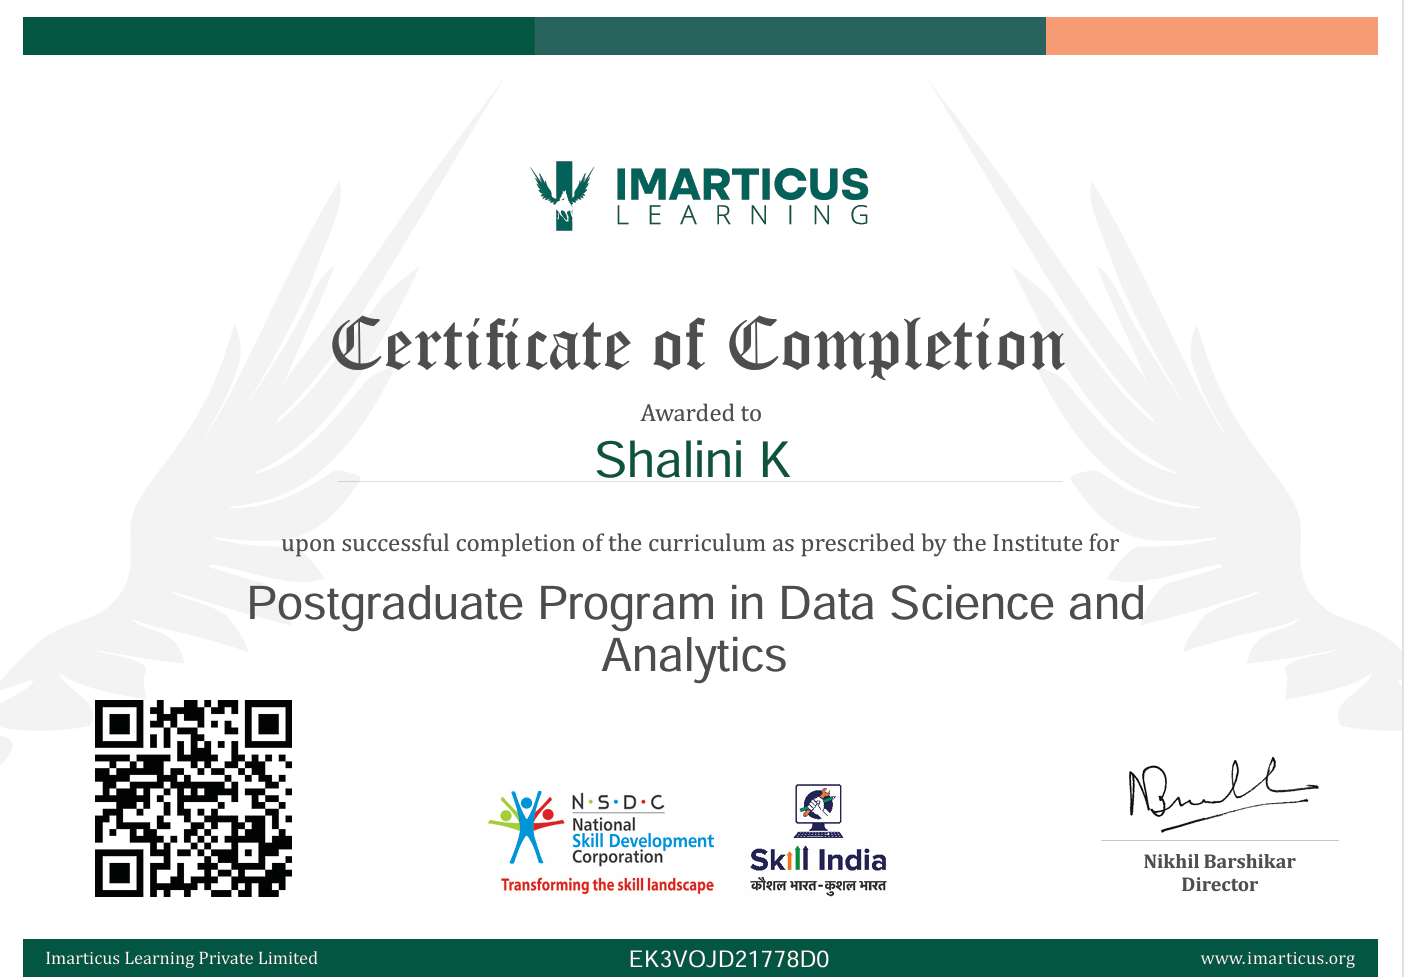 IMARTICUS
LEARNING
Certificate of Completion
Awarded to
Shalini K
upon successful completion of the curriculum as prescribed by the Institute for
Postgraduate Program in Data Science and
Analytics
N·S·D·C
National
Skill Development
Corporation
Transforming the skill landscape
Skill India
कौशल भारत-कुशल भारत
Nikhil Barshikar
Director
Imarticus Learning Private Limited
EK3VOJD21778D0
www.imarticus.org